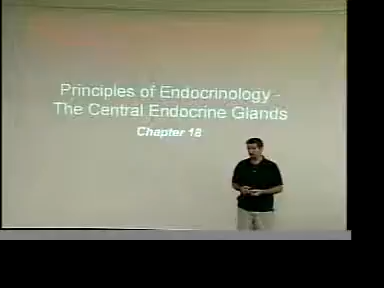 Principles of Endocrinology -
The Central Endocrine Glands
Chapter 18